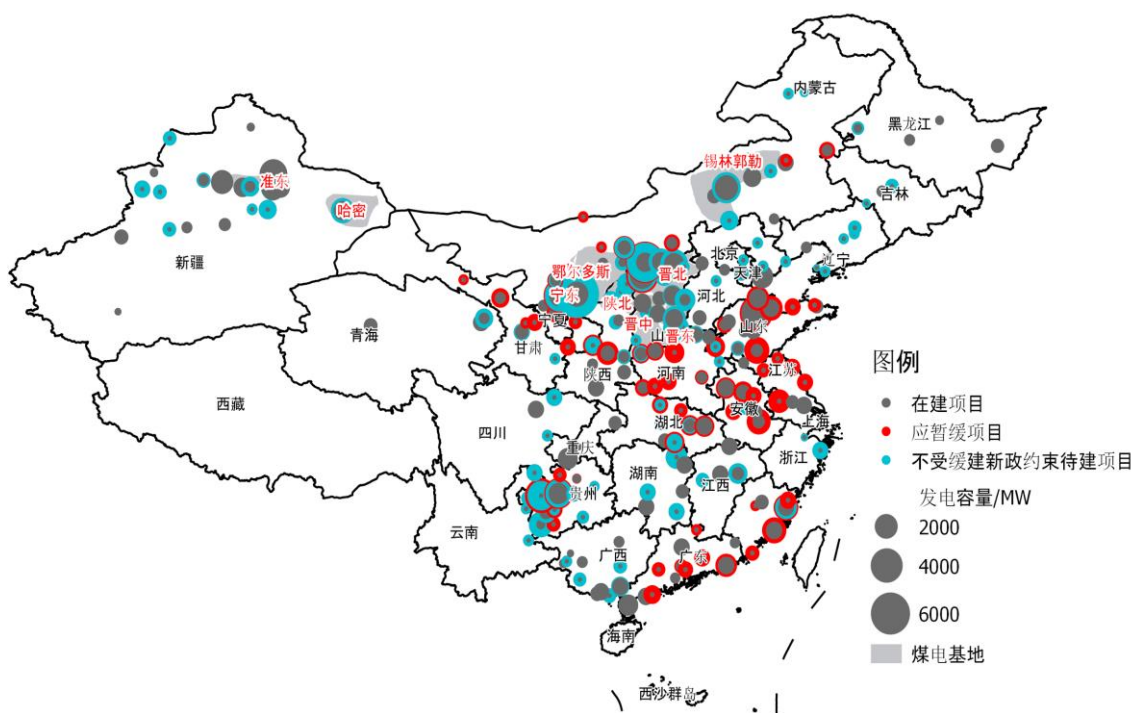 内蒙古
黑龙江
锡林郭勒
吉林
准东
哈密
新疆
北京
天津
辽宁
鄂尔多斯
晋北
宁东
陕北
河北
宁夏
晋中
山
晋东
山东
青海
甘肃
陕西
河南
江苏
西藏
四川
湖北
安徽
上海
重庆
浙江
湖南
江西
贵州
云南
广西
广东
海南
西沙群岛
图例
在建项目
应暂缓项目
不受缓建新政约束待建项目
发电容量/MW
2000
4000
6000
煤电基地